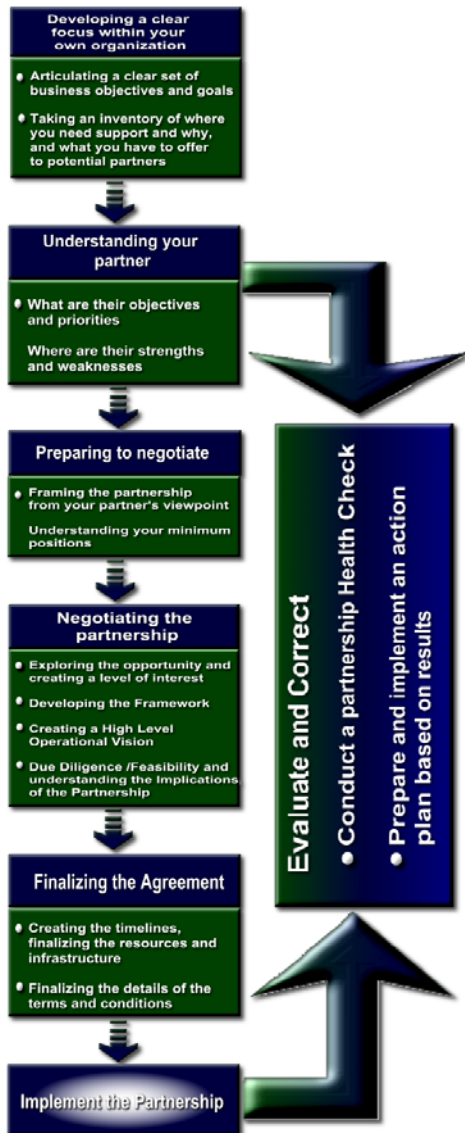 Developing a clear
focus within your
own organization
Articulating a clear set of
business objectives and goals
Taking an inventory of where
you need support and why,
and what you have to offer
to potential partners
Understanding your
partner
What are their objectives
and priorities
Where are their strengths
and weaknesses
Preparing to negotiate
Framing the partnership
from your partner's viewpoint
Understanding your minimum
positions
Negotiating the
partnership
Exploring the opportunity and
creating a level of interest
Developing the Framework
Creating a High Level
Operational Vision
Due Diligence /Feasibility and
understanding the Implications
of the Partnership
Finalizing the Agreement
Creating the timelines,
finalizing the resources and
infrastructure
Finalizing the details of the
terms and conditions
Implement the Partnership
Evaluate and Correct
Conduct a partnership Health Check
Prepare and implement an action
plan based on results